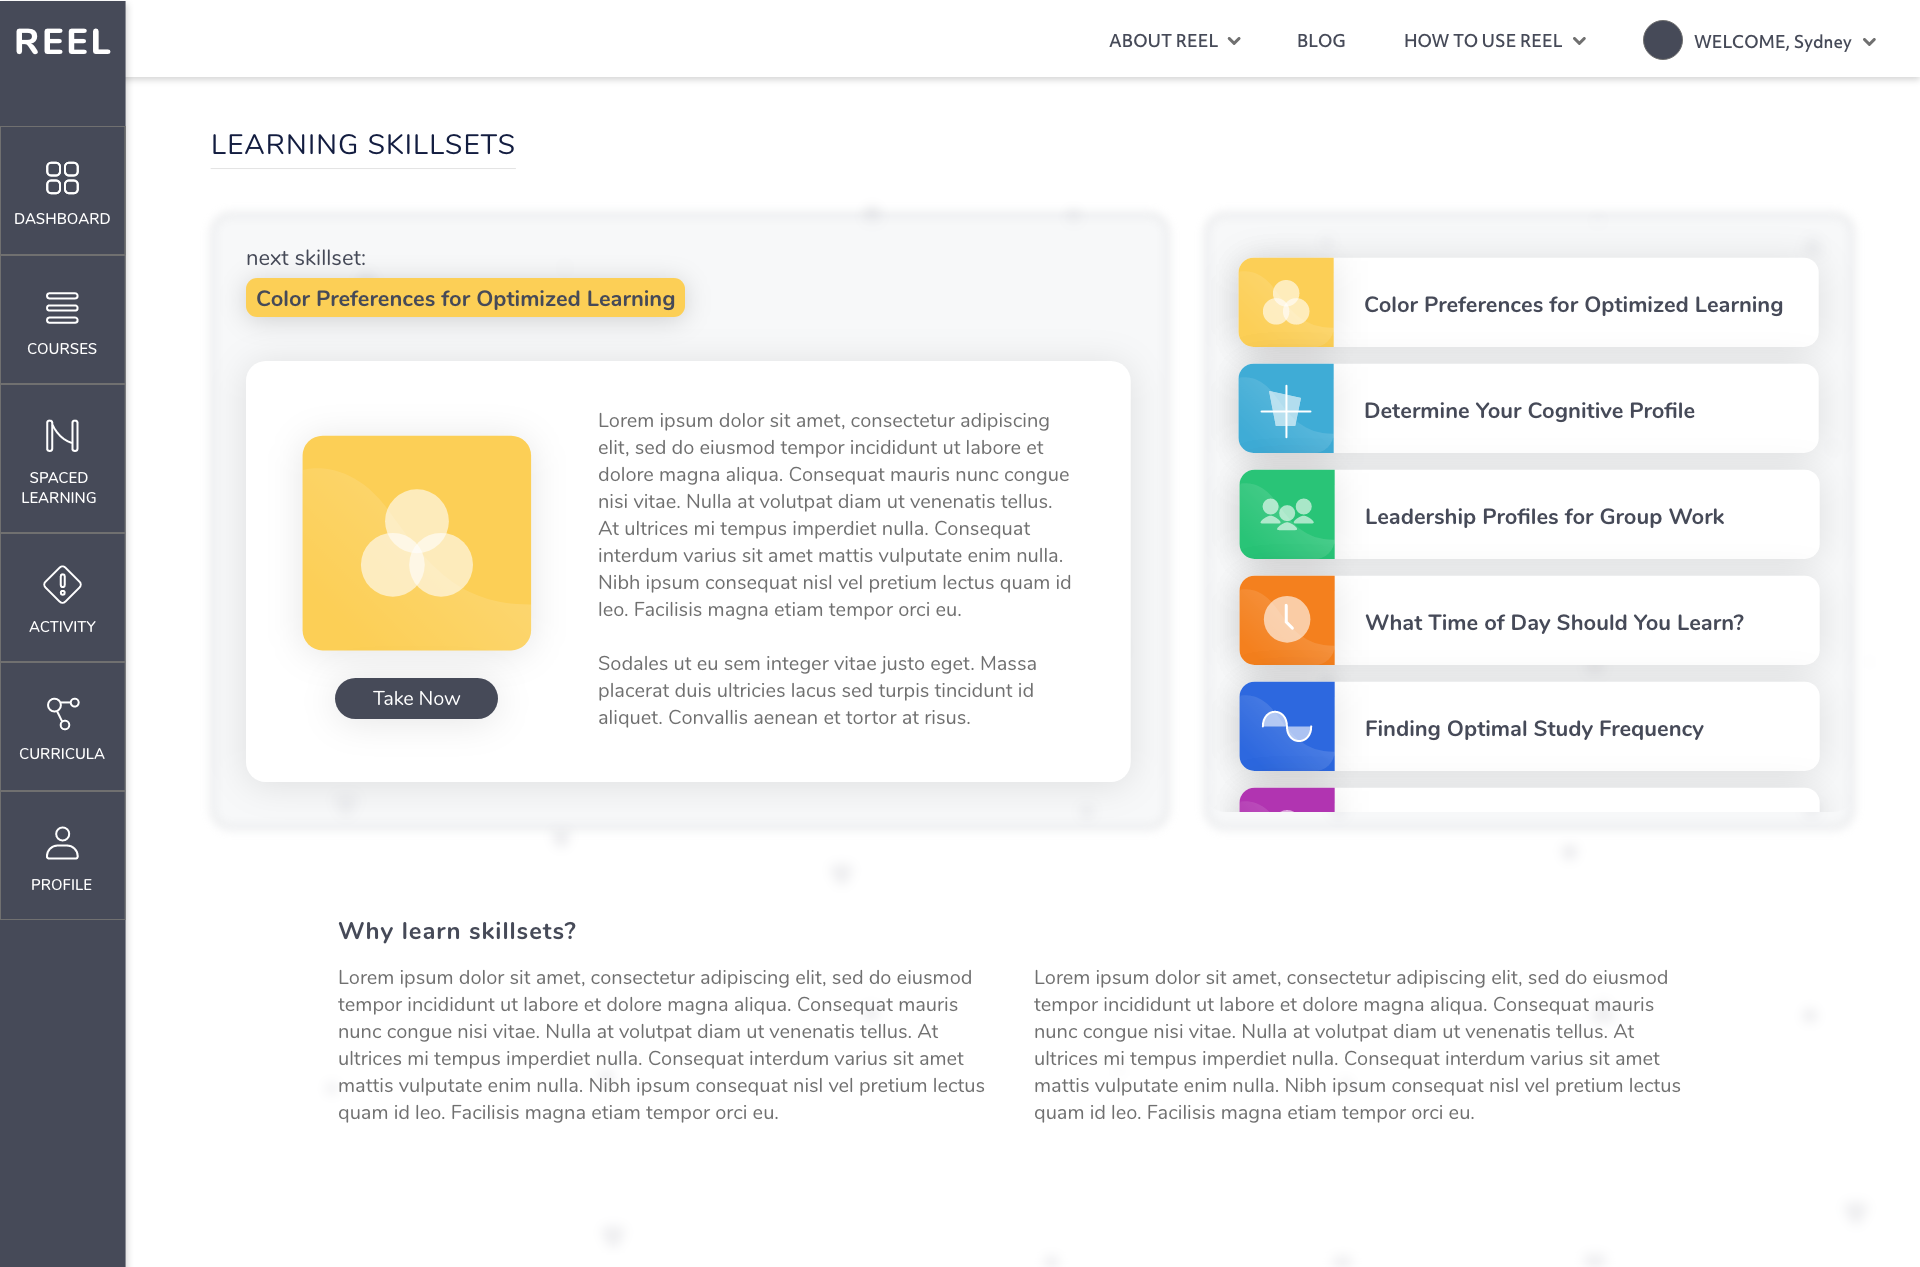 REEL
ABOUT REEL
BLOG
HOW TO USE REEL
WELCOME, Sydney
DASHBOARD
COURSES
SPACED
LEARNING
ACTIVITY
CURRICULA
PROFILE
LEARNING SKILLSETS
next skillset:
Color Preferences for Optimized Learning
Take Now
Lorem ipsum dolor sit amet, consectetur adipiscing
elit, sed do eiusmod tempor incididunt ut labore et
dolore magna aliqua. Consequat mauris nunc congue
nisi vitae. Nulla at volutpat diam ut venenatis tellus.
At ultrices mi tempus imperdiet nulla. Consequat
interdum varius sit amet mattis vulputate enim nulla.
Nibh ipsum consequat nisl vel pretium lectus quam id
leo. Facilisis magna etiam tempor orci eu.
Sodales ut eu sem integer vitae justo eget. Massa
placerat duis ultricies lacus sed turpis tincidunt id
aliquet. Convallis aenean et tortor at risus.
Color Preferences for Optimized Learning
Determine Your Cognitive Profile
Leadership Profiles for Group Work
What Time of Day Should You Learn?
Finding Optimal Study Frequency
Why learn skillsets?
Lorem ipsum dolor sit amet, consectetur adipiscing elit, sed do eiusmod
tempor incididunt ut labore et dolore magna aliqua. Consequat mauris
nunc congue nisi vitae. Nulla at volutpat diam ut venenatis tellus. At
ultrices mi tempus imperdiet nulla. Consequat interdum varius sit amet
mattis vulputate enim nulla. Nibh ipsum consequat nisl vel pretium lectus
quam id leo. Facilisis magna etiam tempor orci eu.
Lorem ipsum dolor sit amet, consectetur adipiscing elit, sed do eiusmod
tempor incididunt ut labore et dolore magna aliqua. Consequat mauris
nunc congue nisi vitae. Nulla at volutpat diam ut venenatis tellus. At
ultrices mi tempus imperdiet nulla. Consequat interdum varius sit amet
mattis vulputate enim nulla. Nibh ipsum consequat nisl vel pretium lectus
quam id leo. Facilisis magna etiam tempor orci eu.